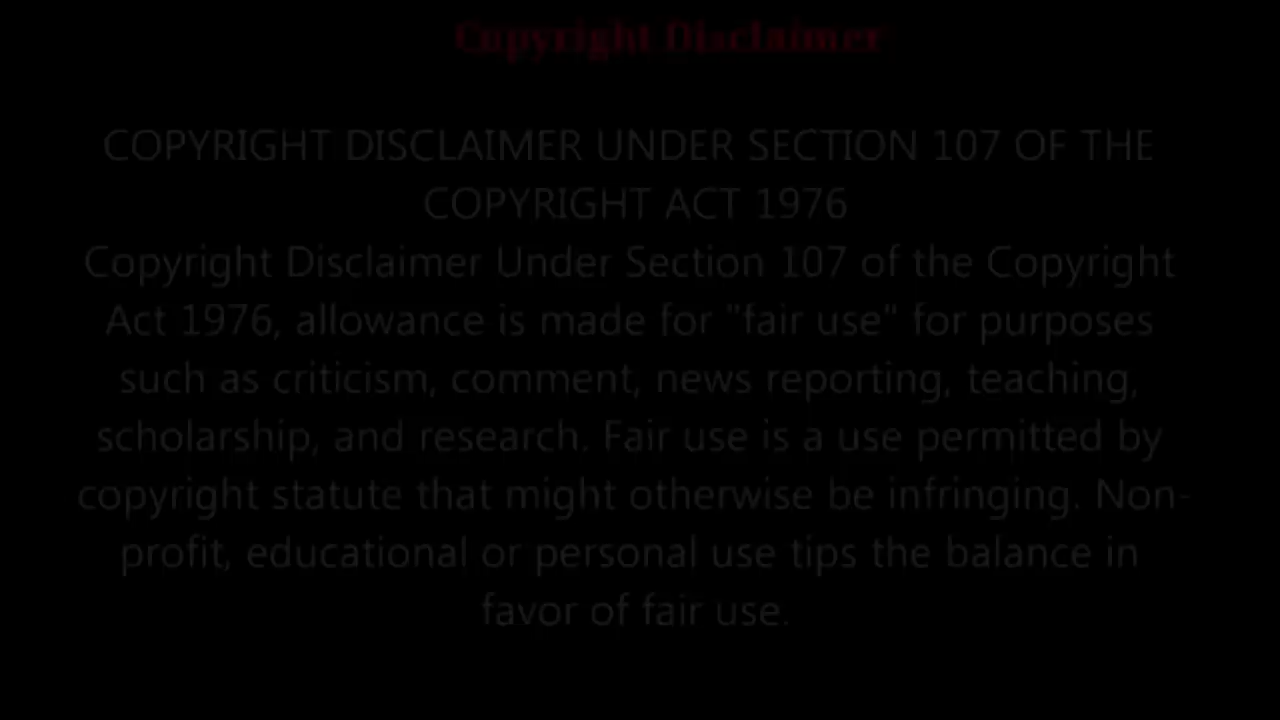 Copyright Disclaimer
COPYRIGHT DISCLAIMER UNDER SECTION 107 OF THE
COPYRIGHT ACT 1976
Copyright Disclaimer Under Section 107 of the Copyright
Act 1976, allowance is made for "fair use" for purposes
such as criticism, comment, news reporting, teaching,
scholarship, and research. Fair use is a use permitted by
copyright statute that might otherwise be infringing. Non-
profit, educational or personal use tips the balance in
favor of fair use.